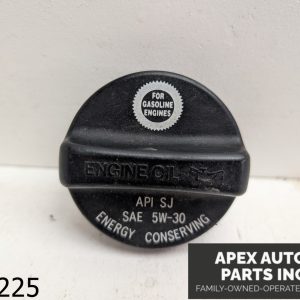 FOR
GASOLINE
ENGINES
ENGINE OIL
API SJ
SAE 5W-30
ENERGY CONSERVING
225
APEX AUTO
PARTS INC
FAMILY-OWNED-OPERATE